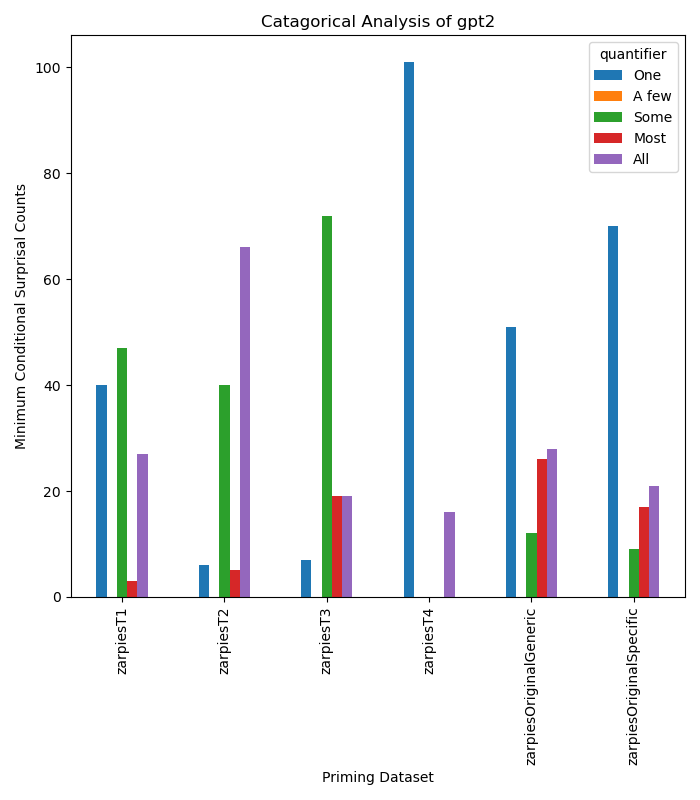 Catagorical Analysis of gpt2
quantifier
One
A few
Some
Most
All
Minimum Conditional Surprisal Counts
100
80
60
40
20
0
zarpiesT1
zarpiesT2
zarpiesT3
zarpiesT4
zarpiesOriginalGeneric
zarpiesOriginalSpecific
Priming Dataset